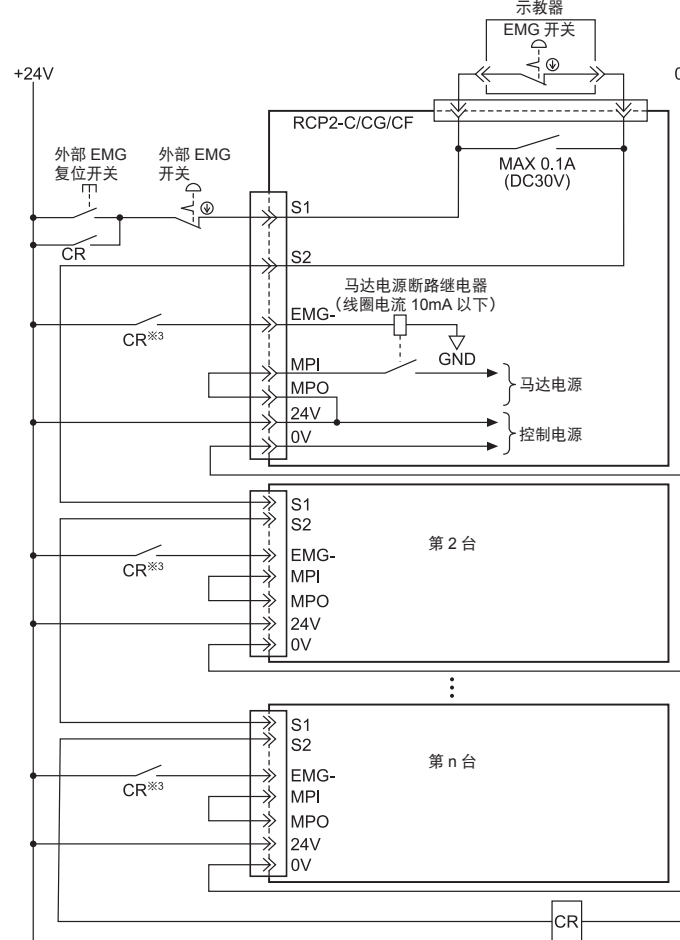 示教器
EMG 开关
+24V
0
RCP2-C/CG/CF
外部 EMG
复位开关
外部 EMG
开关
MAX 0.1A
(DC30V)
S1
CR
S2
马达电源断路继电器
(线圈电流 10mA 以下)
EMG-
CR※3
GND
MPI
MPO
马达电源
24V
0V
控制电源
S1
S2
第 2 台
EMG-
CR※3
MPI
MPO
24V
0V
S1
S2
第 n 台
EMG-
CR※3
MPI
MPO
24V
0V
CR